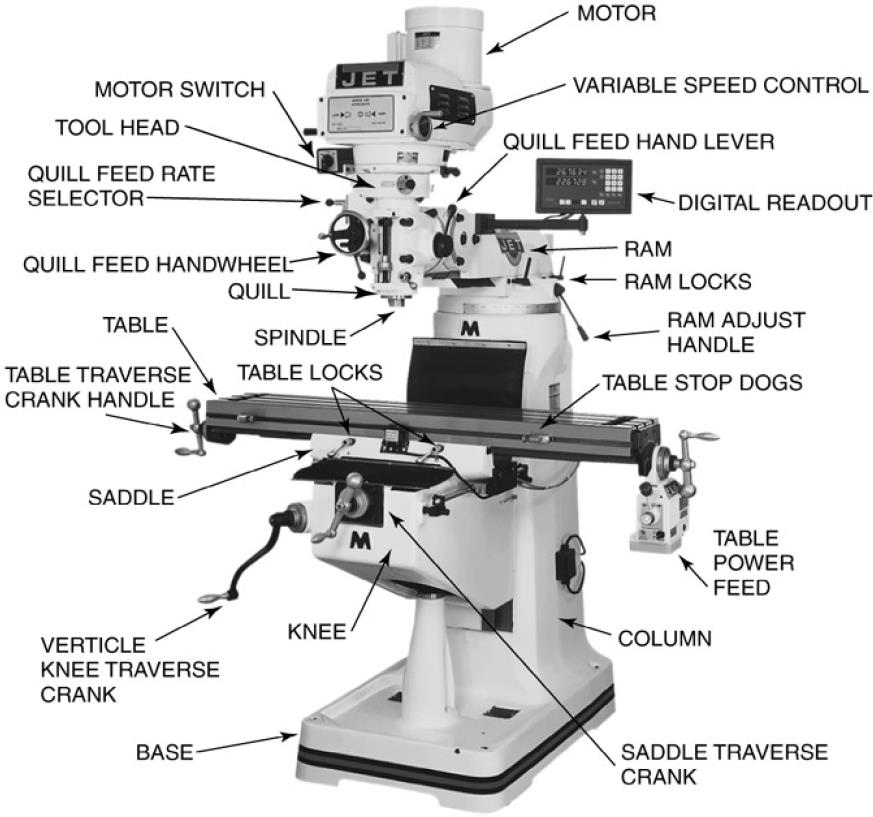 MOTOR
JET
MOTOR SWITCH
VARIABLE SPEED CONTROL
TOOL HEAD
QUILL FEED HAND LEVER
QUILL FEED RATE
SELECTOR
267634
226728
DIGITAL READOUT
JET
RAM
QUILL FEED HANDWHEEL
RAM LOCKS
QUILL
SPINDLE
M
RAM ADJUST
HANDLE
TABLE
TABLE LOCKS
TABLE TRAVERSE
CRANK HANDLE
TABLE STOP DOGS
SADDLE
M
TABLE
POWER
FEED
KNEE
COLUMN
VERTICLE
KNEE TRAVERSE
CRANK
BASE
SADDLE TRAVERSE
CRANK